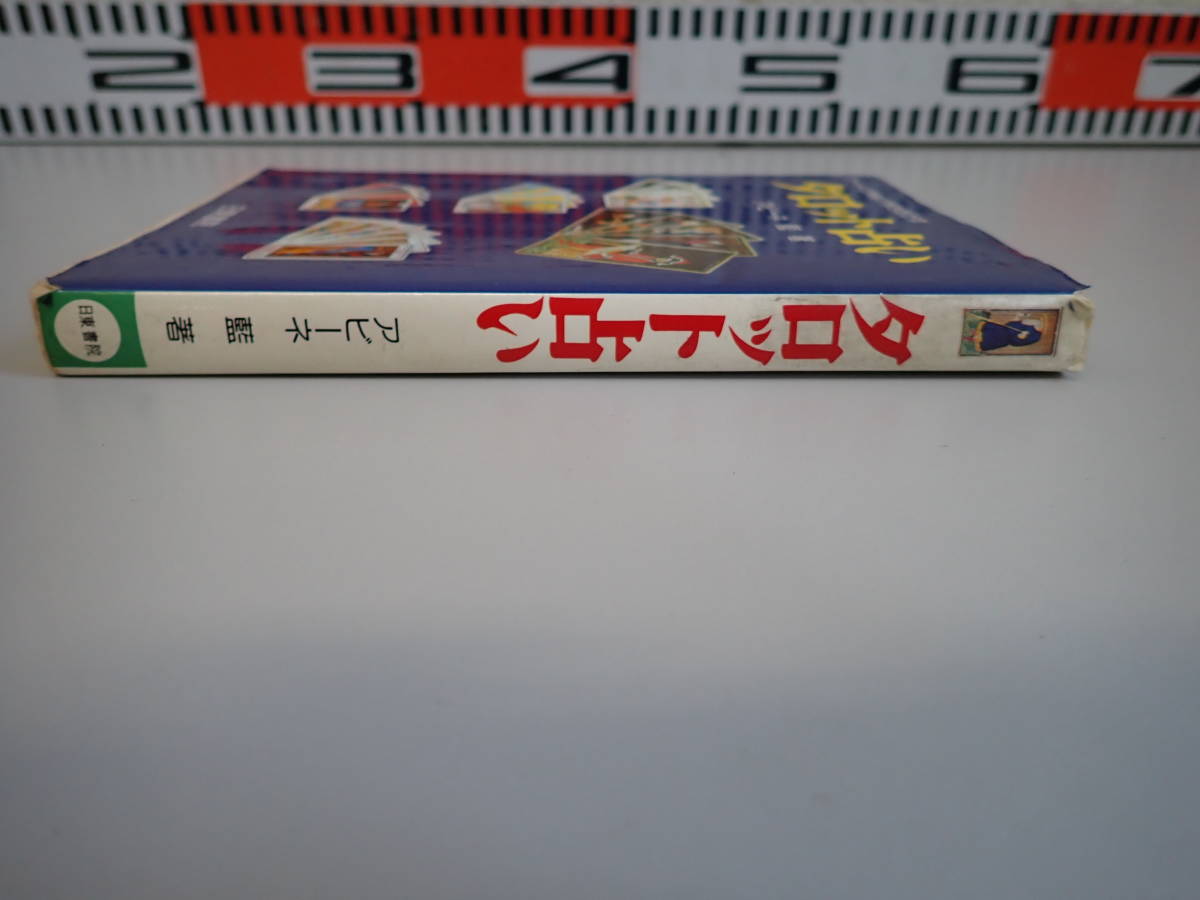 2 3 4 5 6 7
タロット占い
タロット占い
アビーネ 藍 著
日東書院